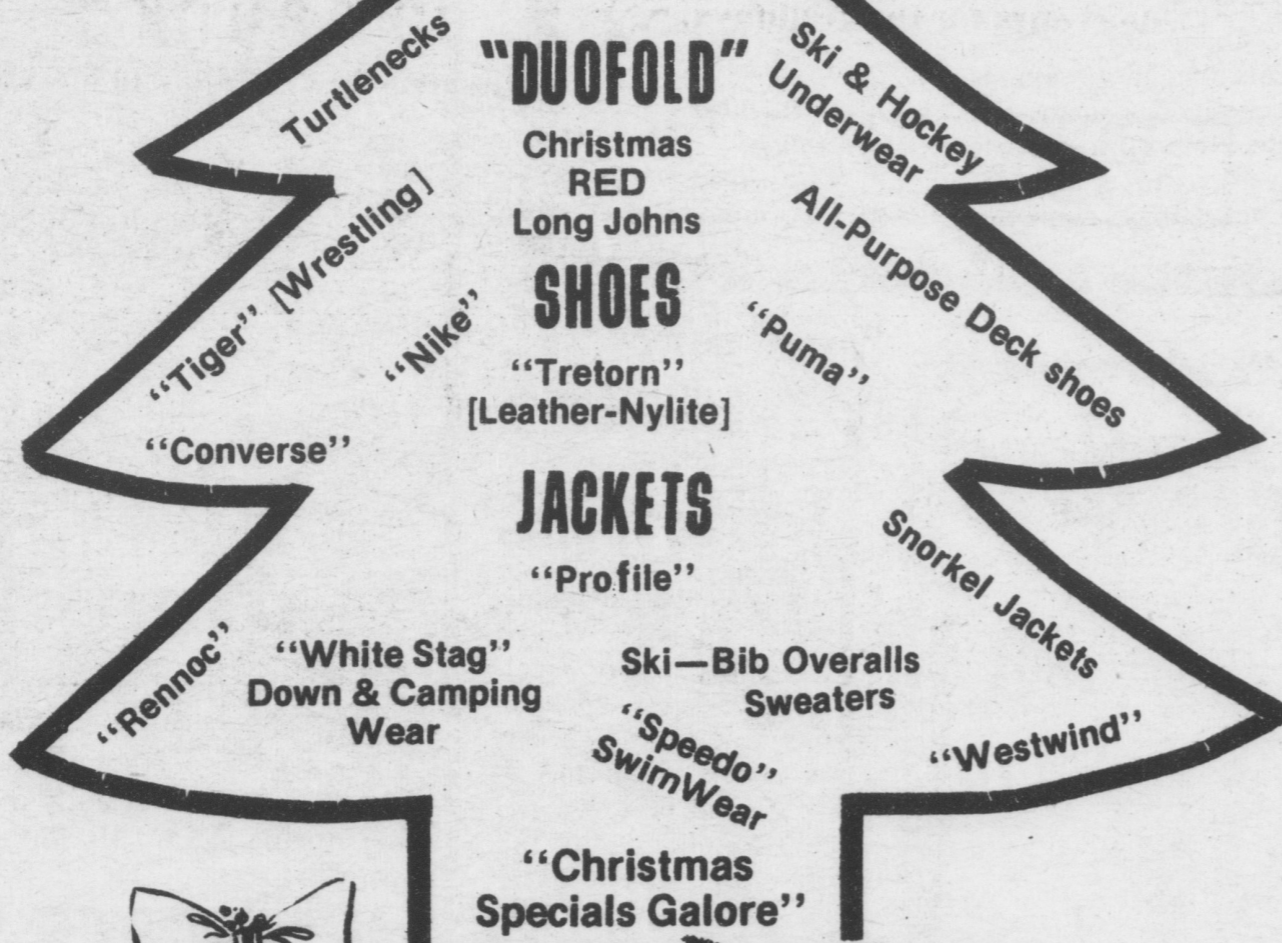 Turtlenecks
"DUOFOLD"
Ski & Hockey
Underwear
Christmas
RED
Long Johns
"Tiger" [Wrestling]
"Nike"
SHOES
"Puma"
All-Purpose Deck shoes
"Tretorn"
[Leather-Nylite]
"Converse"
JACKETS
"Profile"
Snorkel Jackets
"Rennoc"
"White Stag"
Down & Camping
Wear
Ski—Bib Overalls
Sweaters
"Speedo"
SwimWear
"Westwind"
"Christmas
Specials Galore"